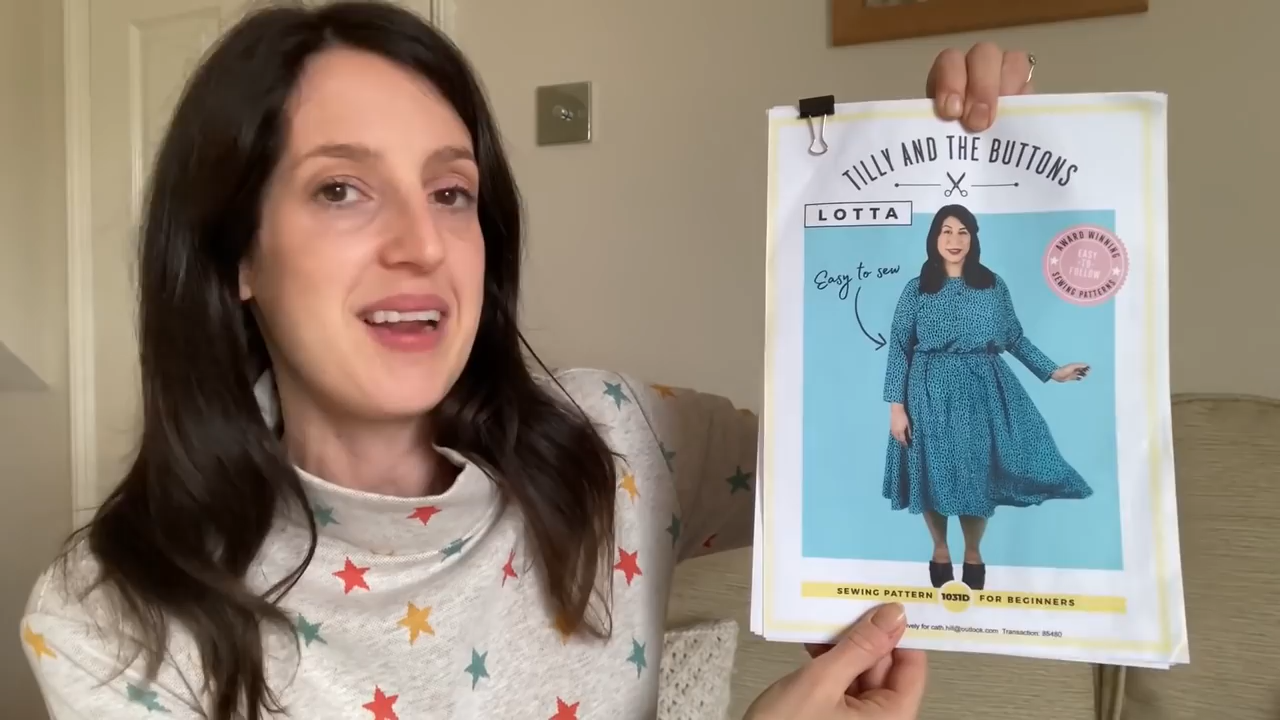 TILLY AND THE BUTTONS
LOTTA
Easy to sew
AWARD WINNING
EASY
-TO-
FOLLOW
SEWING PATTERNS
SEWING PATTERN 1031D FOR BEGINNERS
for cath.hill@outlook.com Transaction: 85480